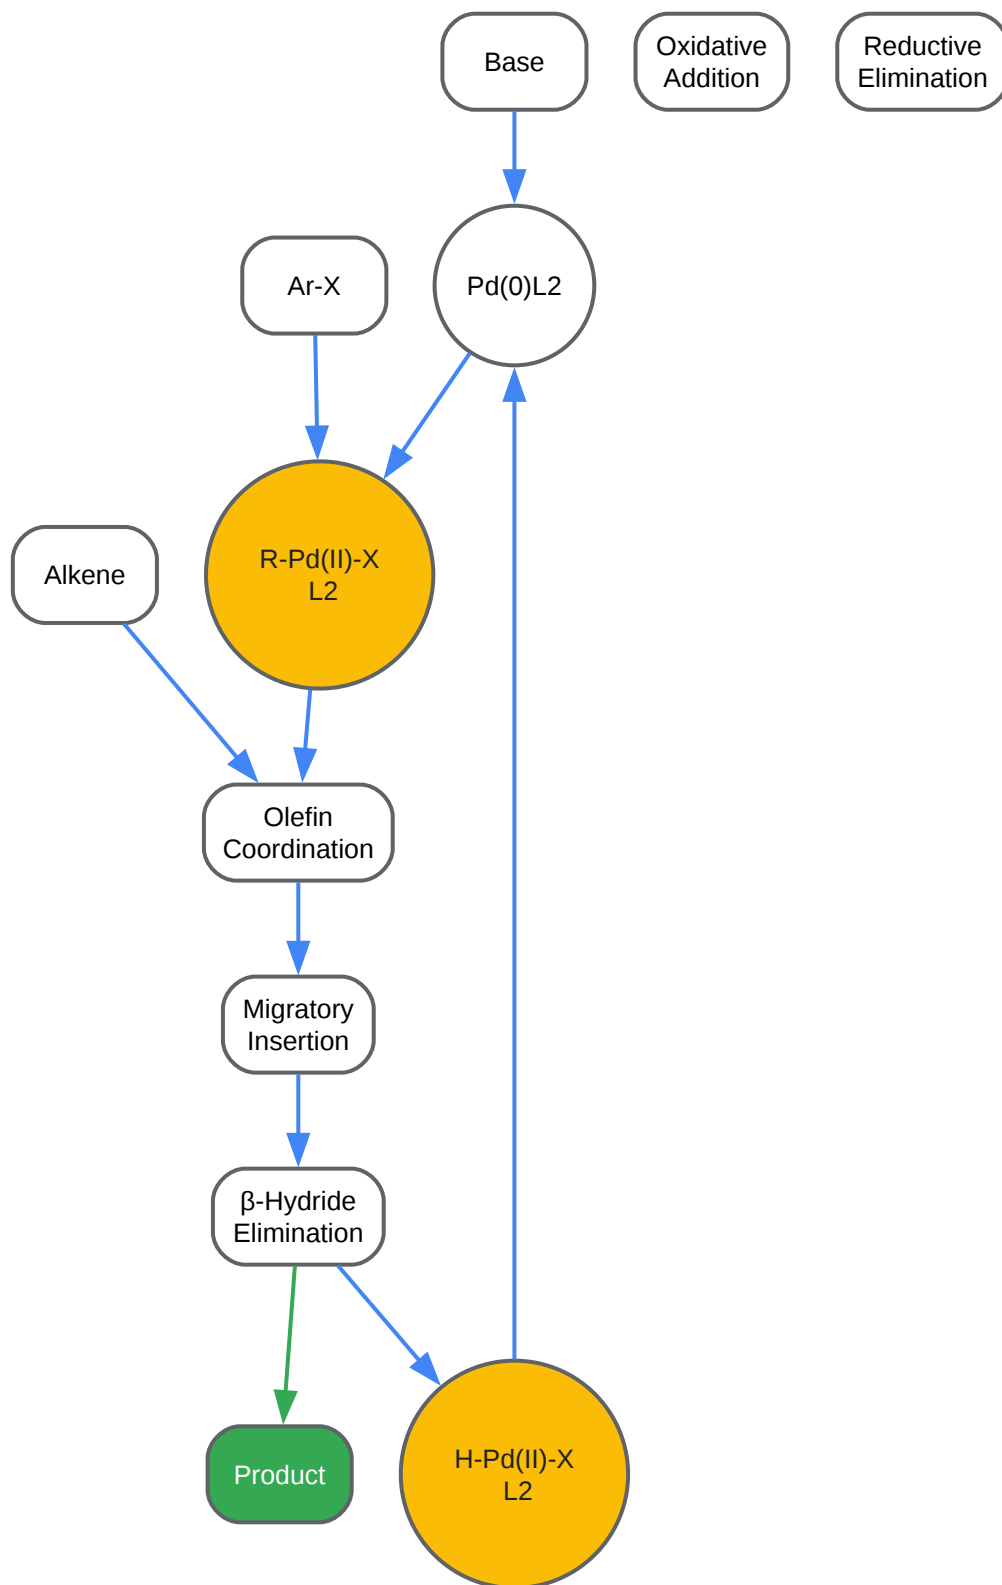 Base
Oxidative
Addition
Reductive
Elimination
Ar-X
Pd(0)L2
R-Pd(II)-X
L2
Alkene
Olefin
Coordination
Migratory
Insertion
β-Hydride
Elimination
Product
H-Pd(II)-X
L2